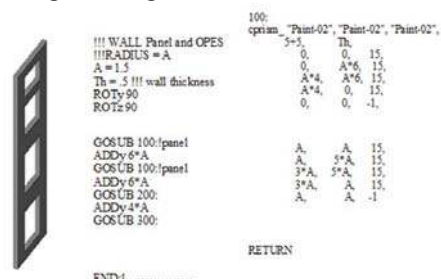 !!! WALL Panel and OPES
!!!RADIUS = A
A = 1.5
Th = .5 !!! wall thickness
ROTy 90
ROTz 90
GOSUB 100:!panel
ADDy 6*A
GOSUB 100:!panel
ADDy 6*A
GOSUB 200:
ADDy 4*A
GOSUB 300:
END:!
100:
cprism_ "Paint-02", "Paint-02", "Paint-02",
5+5, Th,
0, 0, 15,
0, A*6, 15,
A*4, A*6, 15,
A*4, 0, 15,
0, 0, -1,
A, A, 15,
A, 5*A, 15,
3*A, 5*A, 15,
3*A, A, 15,
A, A, -1
RETURN